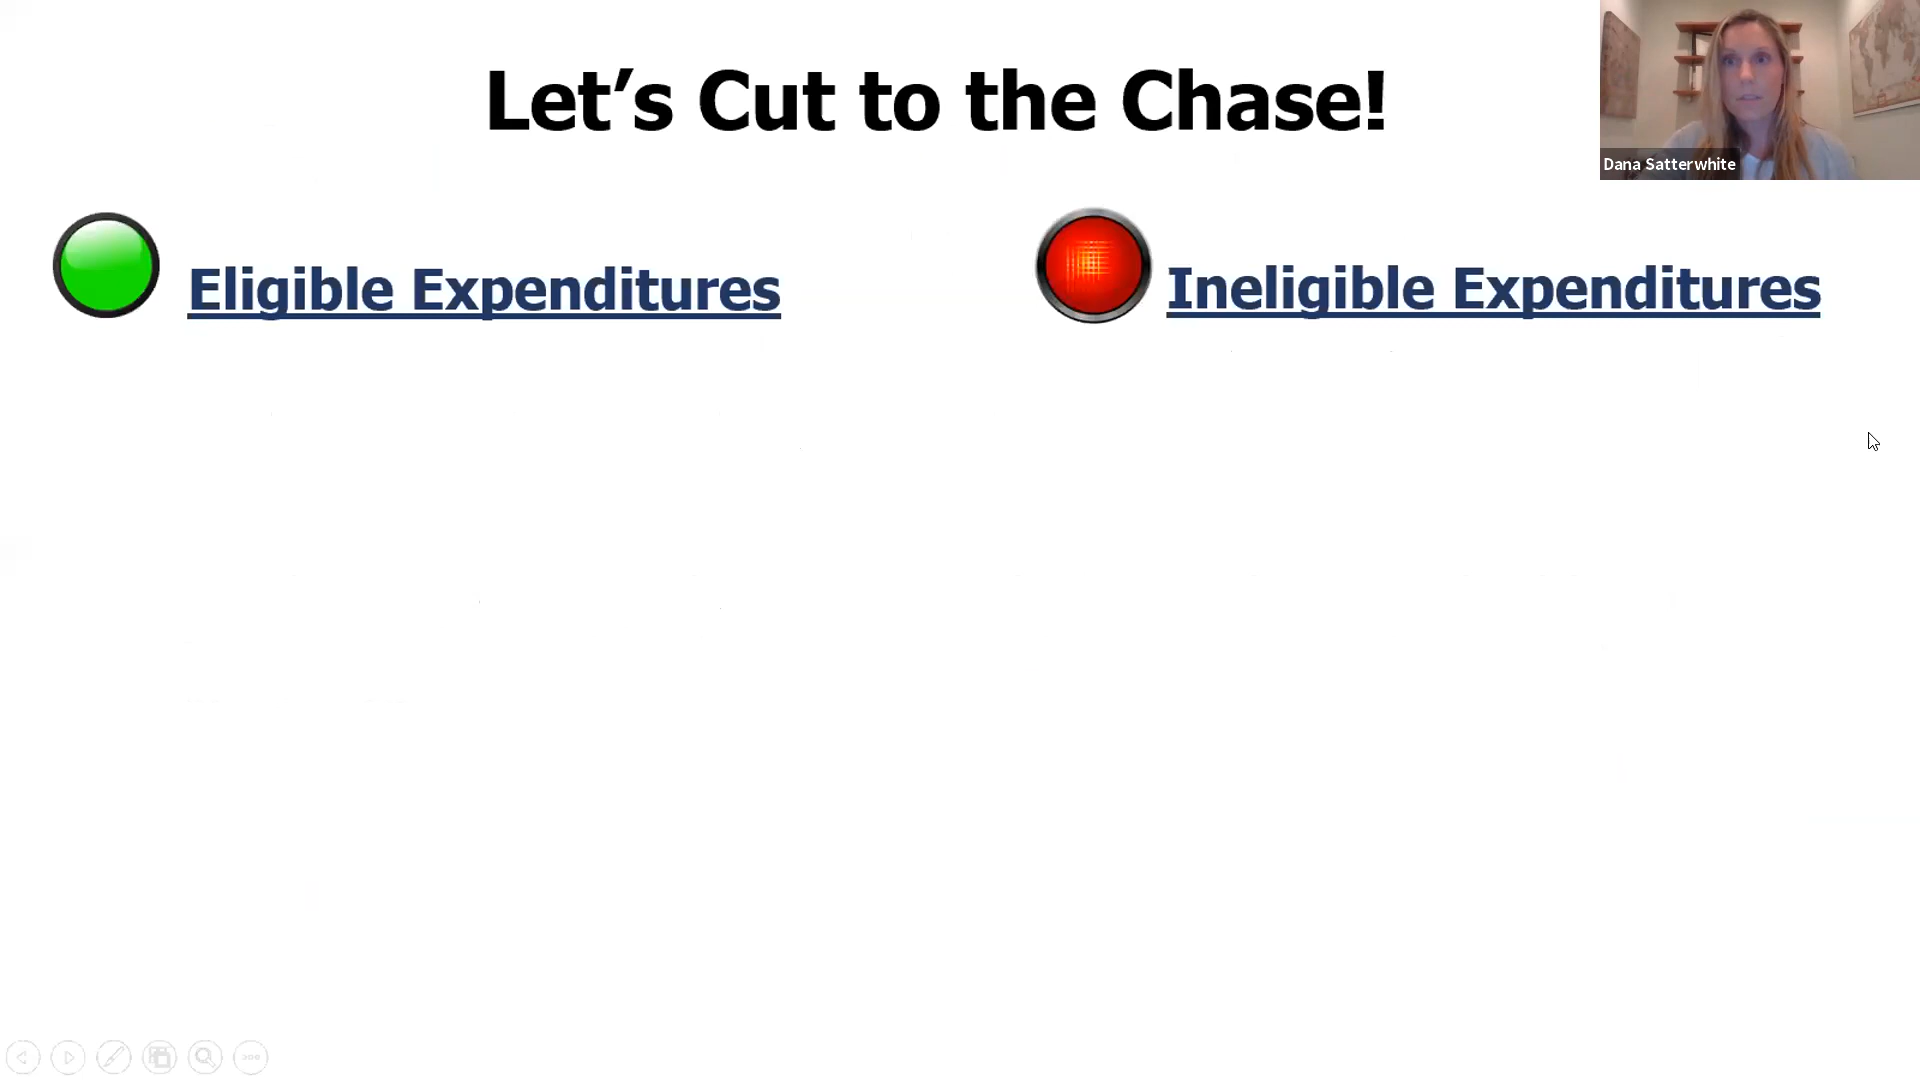 Let’s Cut to the Chase!
Dana Satterwhite
Eligible Expenditures
Ineligible Expenditures